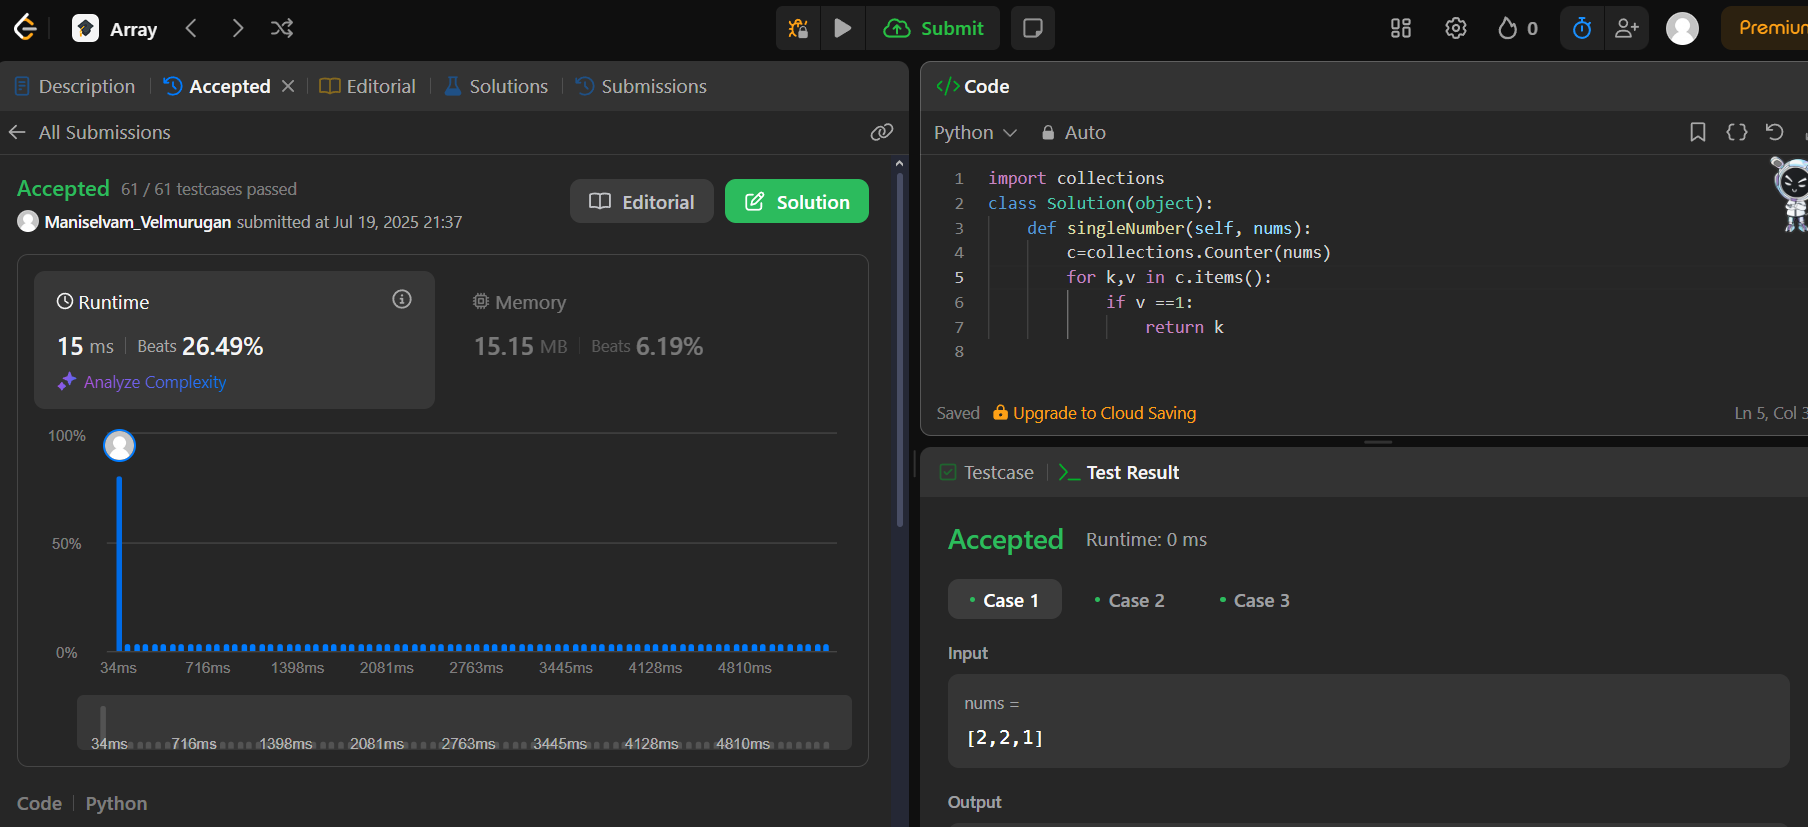 Array
Submit
0
Premium
Description
Accepted
Editorial
Solutions
Submissions
All Submissions
Accepted 61 / 61 testcases passed
Maniselvam_Velmurugan submitted at Jul 19, 2025 21:37
Editorial
Solution
Runtime
15 ms | Beats 26.49%
Analyze Complexity
Memory
15.15 MB | Beats 6.19%
100%
50%
0%
34ms 716ms 1398ms 2081ms 2763ms 3445ms 4128ms 4810ms
34ms 716ms 1398ms 2081ms 2763ms 3445ms 4128ms 4810ms
Code | Python
</> Code
Python Auto
1 import collections
2 class Solution(object):
3 def singleNumber(self, nums):
4 c=collections.Counter(nums)
5 for k,v in c.items():
6 if v ==1:
7 return k
8
Saved Upgrade to Cloud Saving
Ln 5, Col 3
Testcase | >_ Test Result
Accepted Runtime: 0 ms
• Case 1 • Case 2 • Case 3
Input
nums =
[2,2,1]
Output